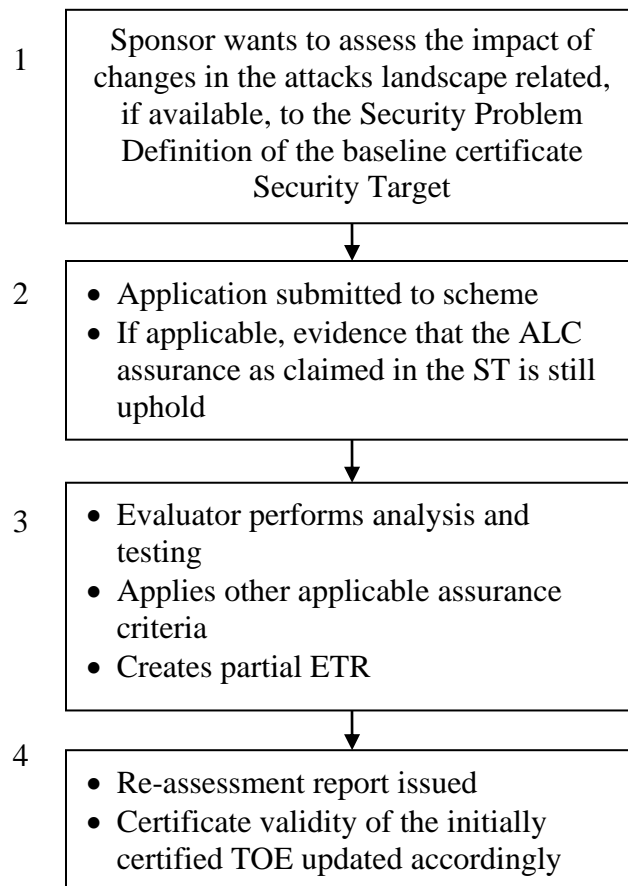 1
Sponsor wants to assess the impact of
changes in the attacks landscape related,
if available, to the Security Problem
Definition of the baseline certificate
Security Target
2
• Application submitted to scheme
• If applicable, evidence that the ALC
assurance as claimed in the ST is still
uphold
3
• Evaluator performs analysis and
testing
• Applies other applicable assurance
criteria
• Creates partial ETR
4
• Re-assessment report issued
• Certificate validity of the initially
certified TOE updated accordingly